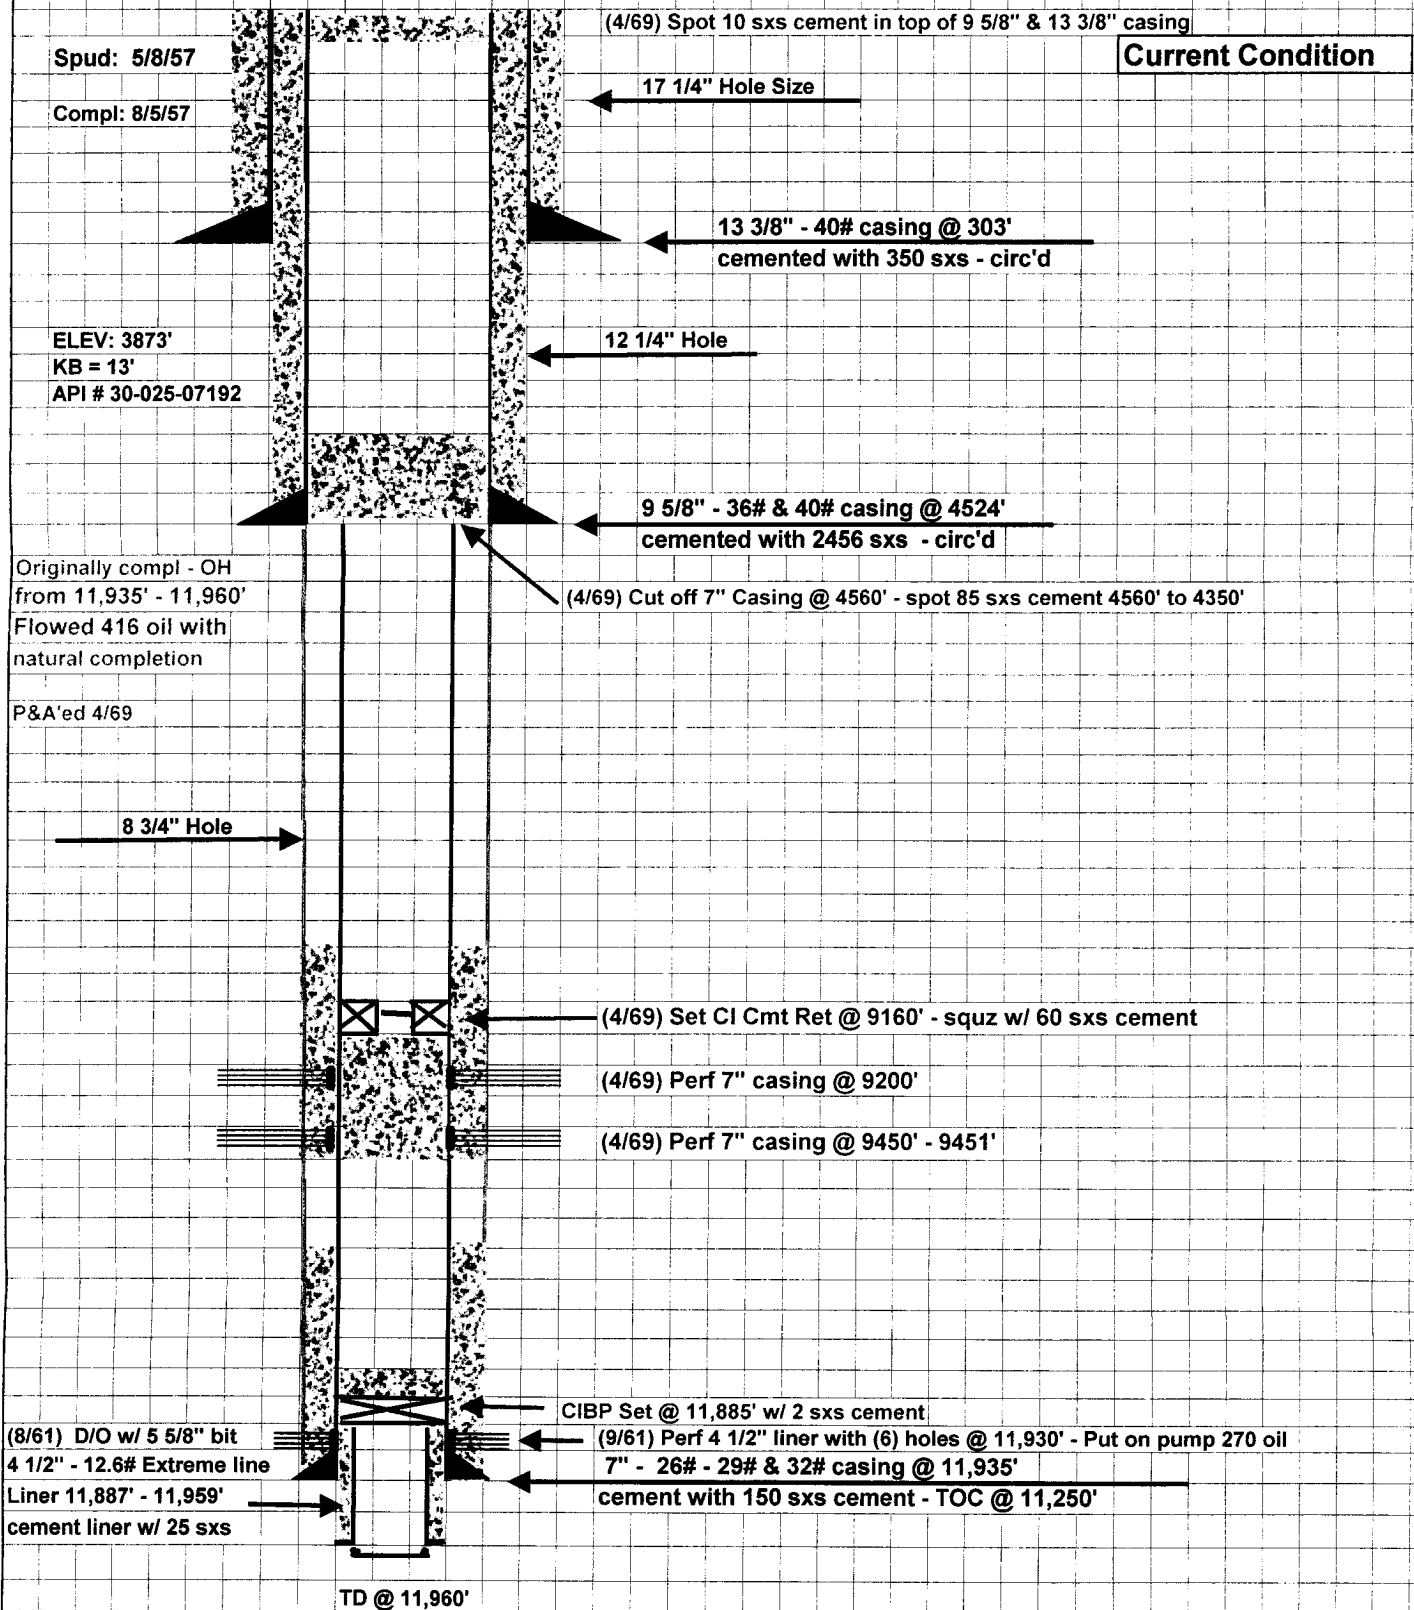 (4/69) Spot 10 sxs cement in top of 9 5/8" & 13 3/8" casing
Current Condition
Spud: 5/8/57
17 1/4" Hole Size
Compl: 8/5/57
13 3/8" - 40# casing @ 303'
cemented with 350 sxs - circ'd
ELEV: 3873'
KB = 13'
API # 30-025-07192
12 1/4" Hole
9 5/8" - 36# & 40# casing @ 4524'
cemented with 2456 sxs - circ'd
Originally compl - OH
from 11,935' - 11,960'
Flowed 416 oil with
natural completion
(4/69) Cut off 7" Casing @ 4560' - spot 85 sxs cement 4560' to 4350'
P&A'ed 4/69
8 3/4" Hole
(4/69) Set CI Cmt Ret @ 9160' - squz w/ 60 sxs cement
(4/69) Perf 7" casing @ 9200'
(4/69) Perf 7" casing @ 9450' - 9451'
CIBP Set @ 11,885' w/ 2 sxs cement
(8/61) D/O w/ 5 5/8" bit
4 1/2" - 12.6# Extreme line
Liner 11,887' - 11,959'
cement liner w/ 25 sxs
(9/61) Perf 4 1/2" liner with (6) holes @ 11,930' - Put on pump 270 oil
7" - 26# - 29# & 32# casing @ 11,935'
cement with 150 sxs cement - TOC @ 11,250'
TD @ 11,960'